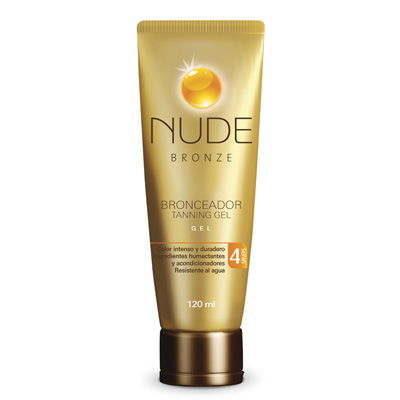 NUDE
BRONZE
BRONCEADOR
TANNING GEL
GEL
Color intenso y duradero
Ingredientes humectantes
y acondicionadores
Resistente al agua
4
120 ml